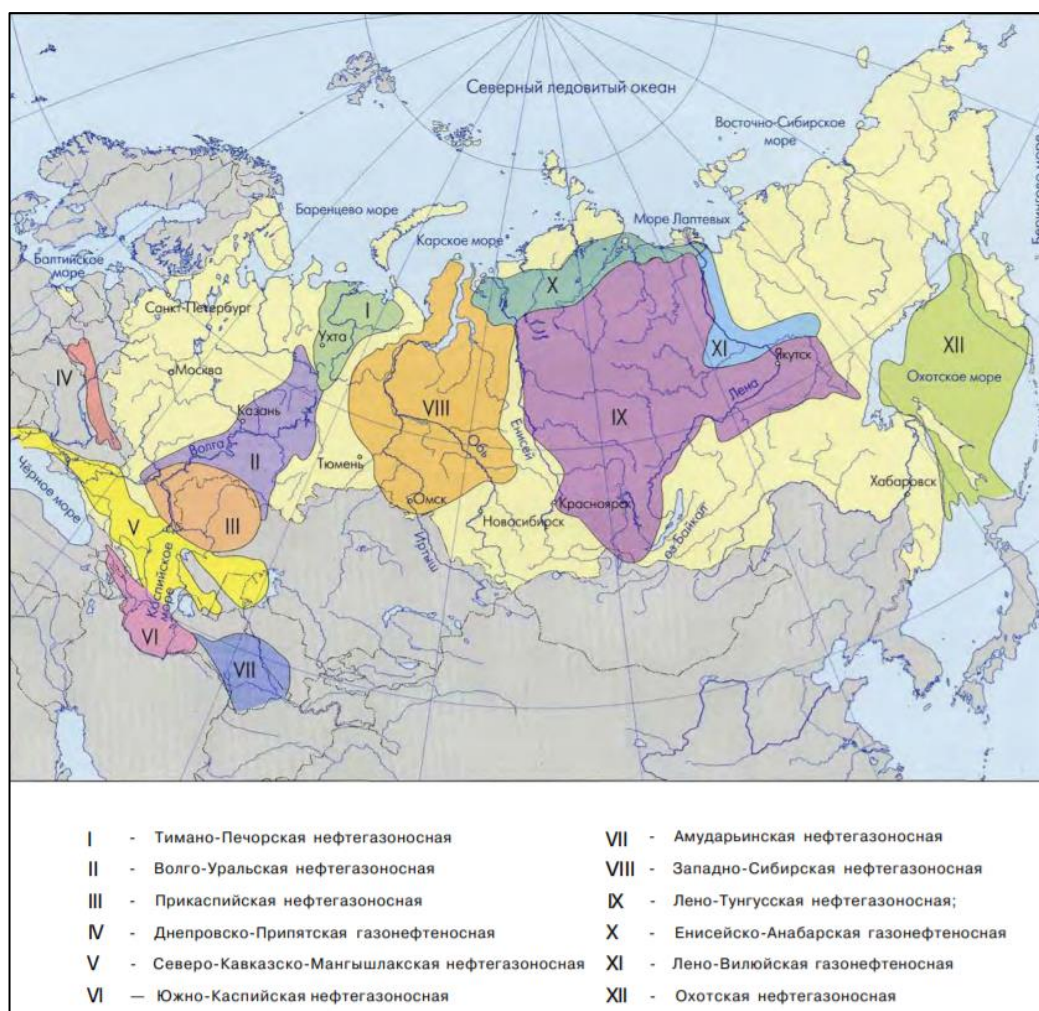 Северный ледовитый океан
Восточно-Сибирское
море
Баренцево море
Море Лаптевых
Карское море
Берингово море
Балтийское
море
Санкт-Петербург
Ухта
I
X
XII
Москва
IV
XI
Якутск
Охотское море
Казань
VIII
Лена
Волга
IX
II
Обь
Енисей
Тюмень
Чёрное море
Омск
Красноярск
Хабаровск
III
Новосибирск
V
Иртыш
оз Байкал
Каспийское
море
VI
VII
I - Тимано-Печорская нефтегазоносная
II - Волго-Уральская нефтегазоносная
III - Прикаспийская нефтегазоносная
IV - Днепровско-Припятская газонефтеносная
V - Северо-Кавказско-Мангышлакская нефтегазоносная
VI — Южно-Каспийская нефтегазоносная
VII - Амударьинская нефтегазоносная
VIII - Западно-Сибирская нефтегазоносная
IX - Лено-Тунгусская нефтегазоносная;
X - Енисейско-Анабарская газонефтеносная
XI - Лено-Вилюйская газонефтеносная
XII - Охотская нефтегазоносная